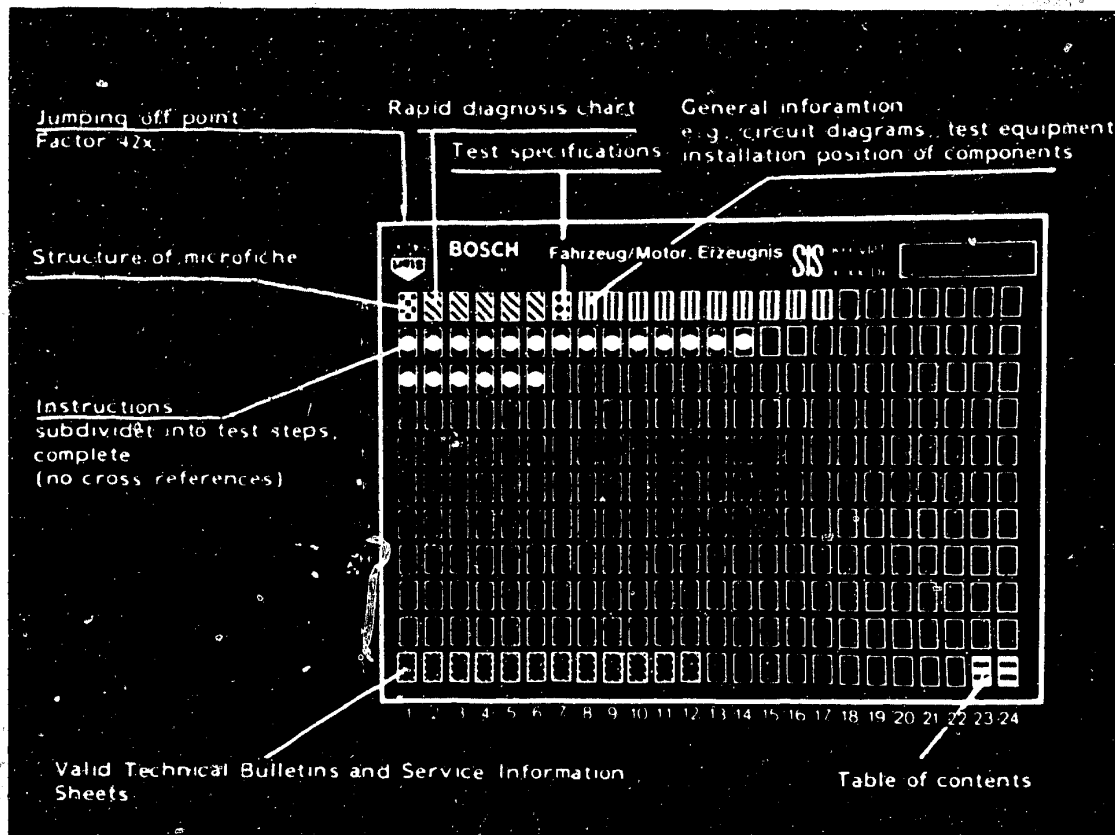 Jumping off point
Factor 42x
Rapid diagnosis chart
Test specifications
General inforamtion
e.g., circuit diagrams, test equipment
installation position of components
Structure of microfiche
BOSCH
Fahrzeug/Motor. Erzeugnis
SIS
Instructions
subdivider into test steps,
complete
(no cross references)
1 2 3 4 5 6 7 8 9 10 11 12 13 14 15 16 17 18 19 20 21 22 23 24
Valid Technical Bulletins and Service Information
Sheets
Table of contents